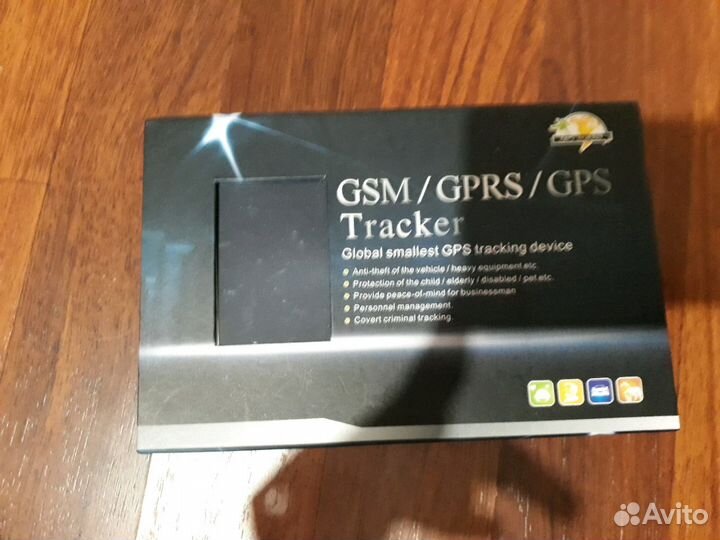 GSM / GPRS / GPS
Tracker
Global smallest GPS tracking device
Anti-theft of the vehicle / heavy equipment etc
Protection of the child / elderly / disabled / pet etc.
Provide peace-of-mind for businessman
Personnel management.
Covert criminal tracking.
Avito